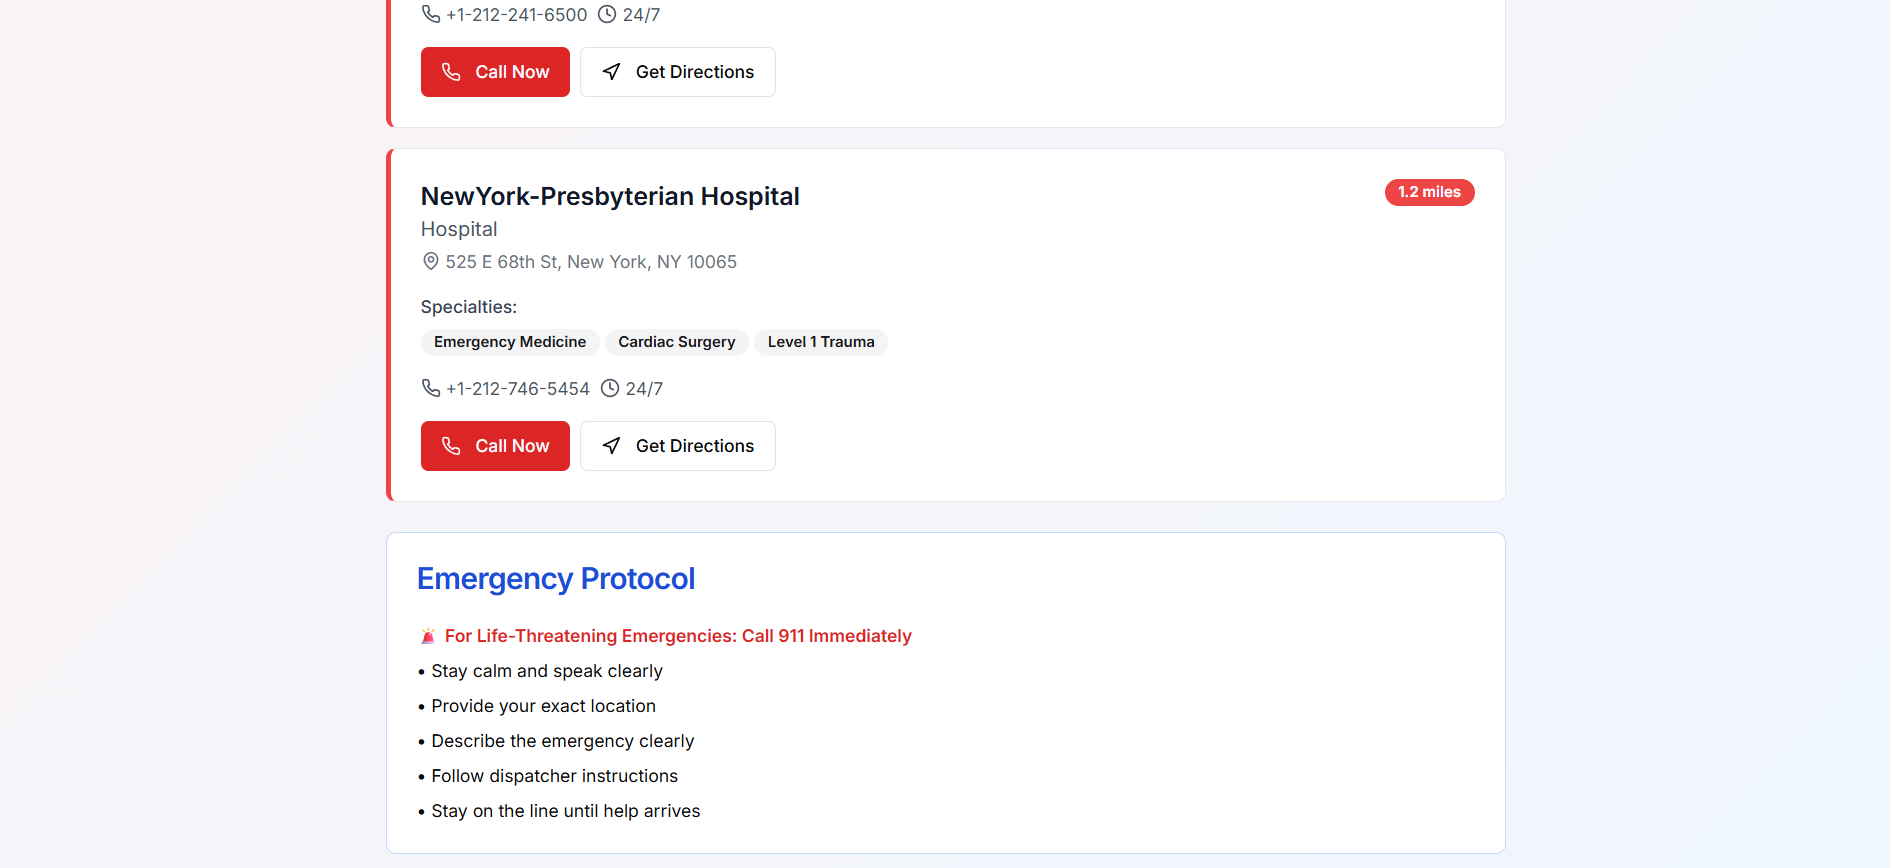 +1-212-241-6500 24/7
Call Now Get Directions
NewYork-Presbyterian Hospital 1.2 miles
Hospital
525 E 68th St, New York, NY 10065
Specialties:
Emergency Medicine Cardiac Surgery Level 1 Trauma
+1-212-746-5454 24/7
Call Now Get Directions
Emergency Protocol
🚨 For Life-Threatening Emergencies: Call 911 Immediately
• Stay calm and speak clearly
• Provide your exact location
• Describe the emergency clearly
• Follow dispatcher instructions
• Stay on the line until help arrives